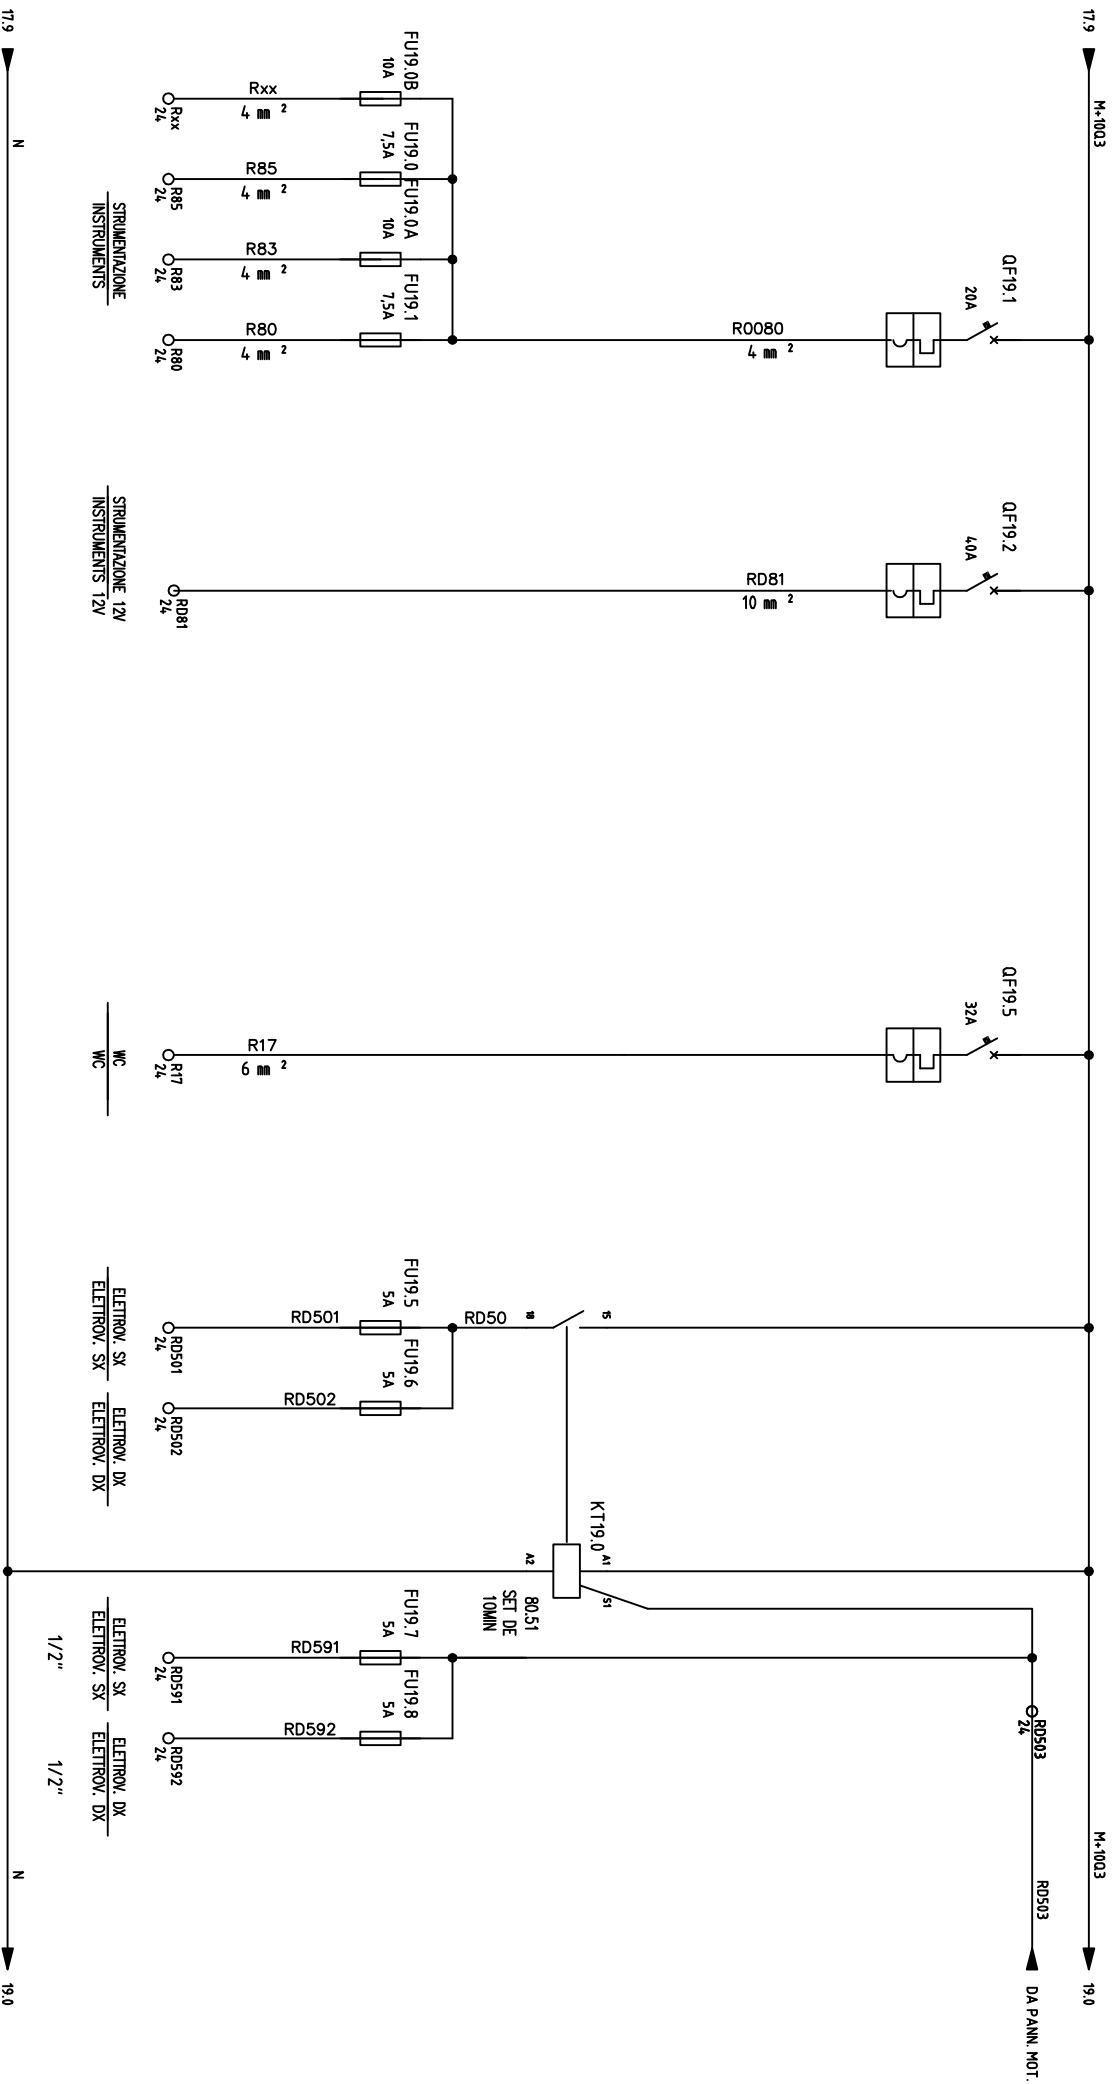 17.9
M+10Q3
M+10Q3
19.0
QF19.1
20A
QF19.2
40A
QF19.5
32A
RD503
24
RD503
DA PANN. MOT.
R0080
4 mm 2
RD81
10 mm 2
KT19.0
A1
S1
A2
80.51
SET DE
10MIN
15
18
RD50
FU19.0B
10A
FU19.0
7,5A
FU19.0A
10A
FU19.1
7,5A
FU19.5
5A
FU19.6
5A
FU19.7
5A
FU19.8
5A
Rxx
4 mm 2
R85
4 mm 2
R83
4 mm 2
R80
4 mm 2
R17
6 mm 2
RD501
RD502
RD591
RD592
Rxx
24
R85
24
R83
24
R80
24
RD81
24
R17
24
RD501
24
RD502
24
RD591
24
RD592
24
STRUMENTAZIONE
INSTRUMENTS
STRUMENTAZIONE 12V
INSTRUMENTS 12V
WC
WC
ELETTROV. SX
ELETTROV. SX
ELETTROV. DX
ELETTROV. DX
ELETTROV. SX
ELETTROV. SX
1/2"
ELETTROV. DX
ELETTROV. DX
1/2"
17.9
N
N
19.0